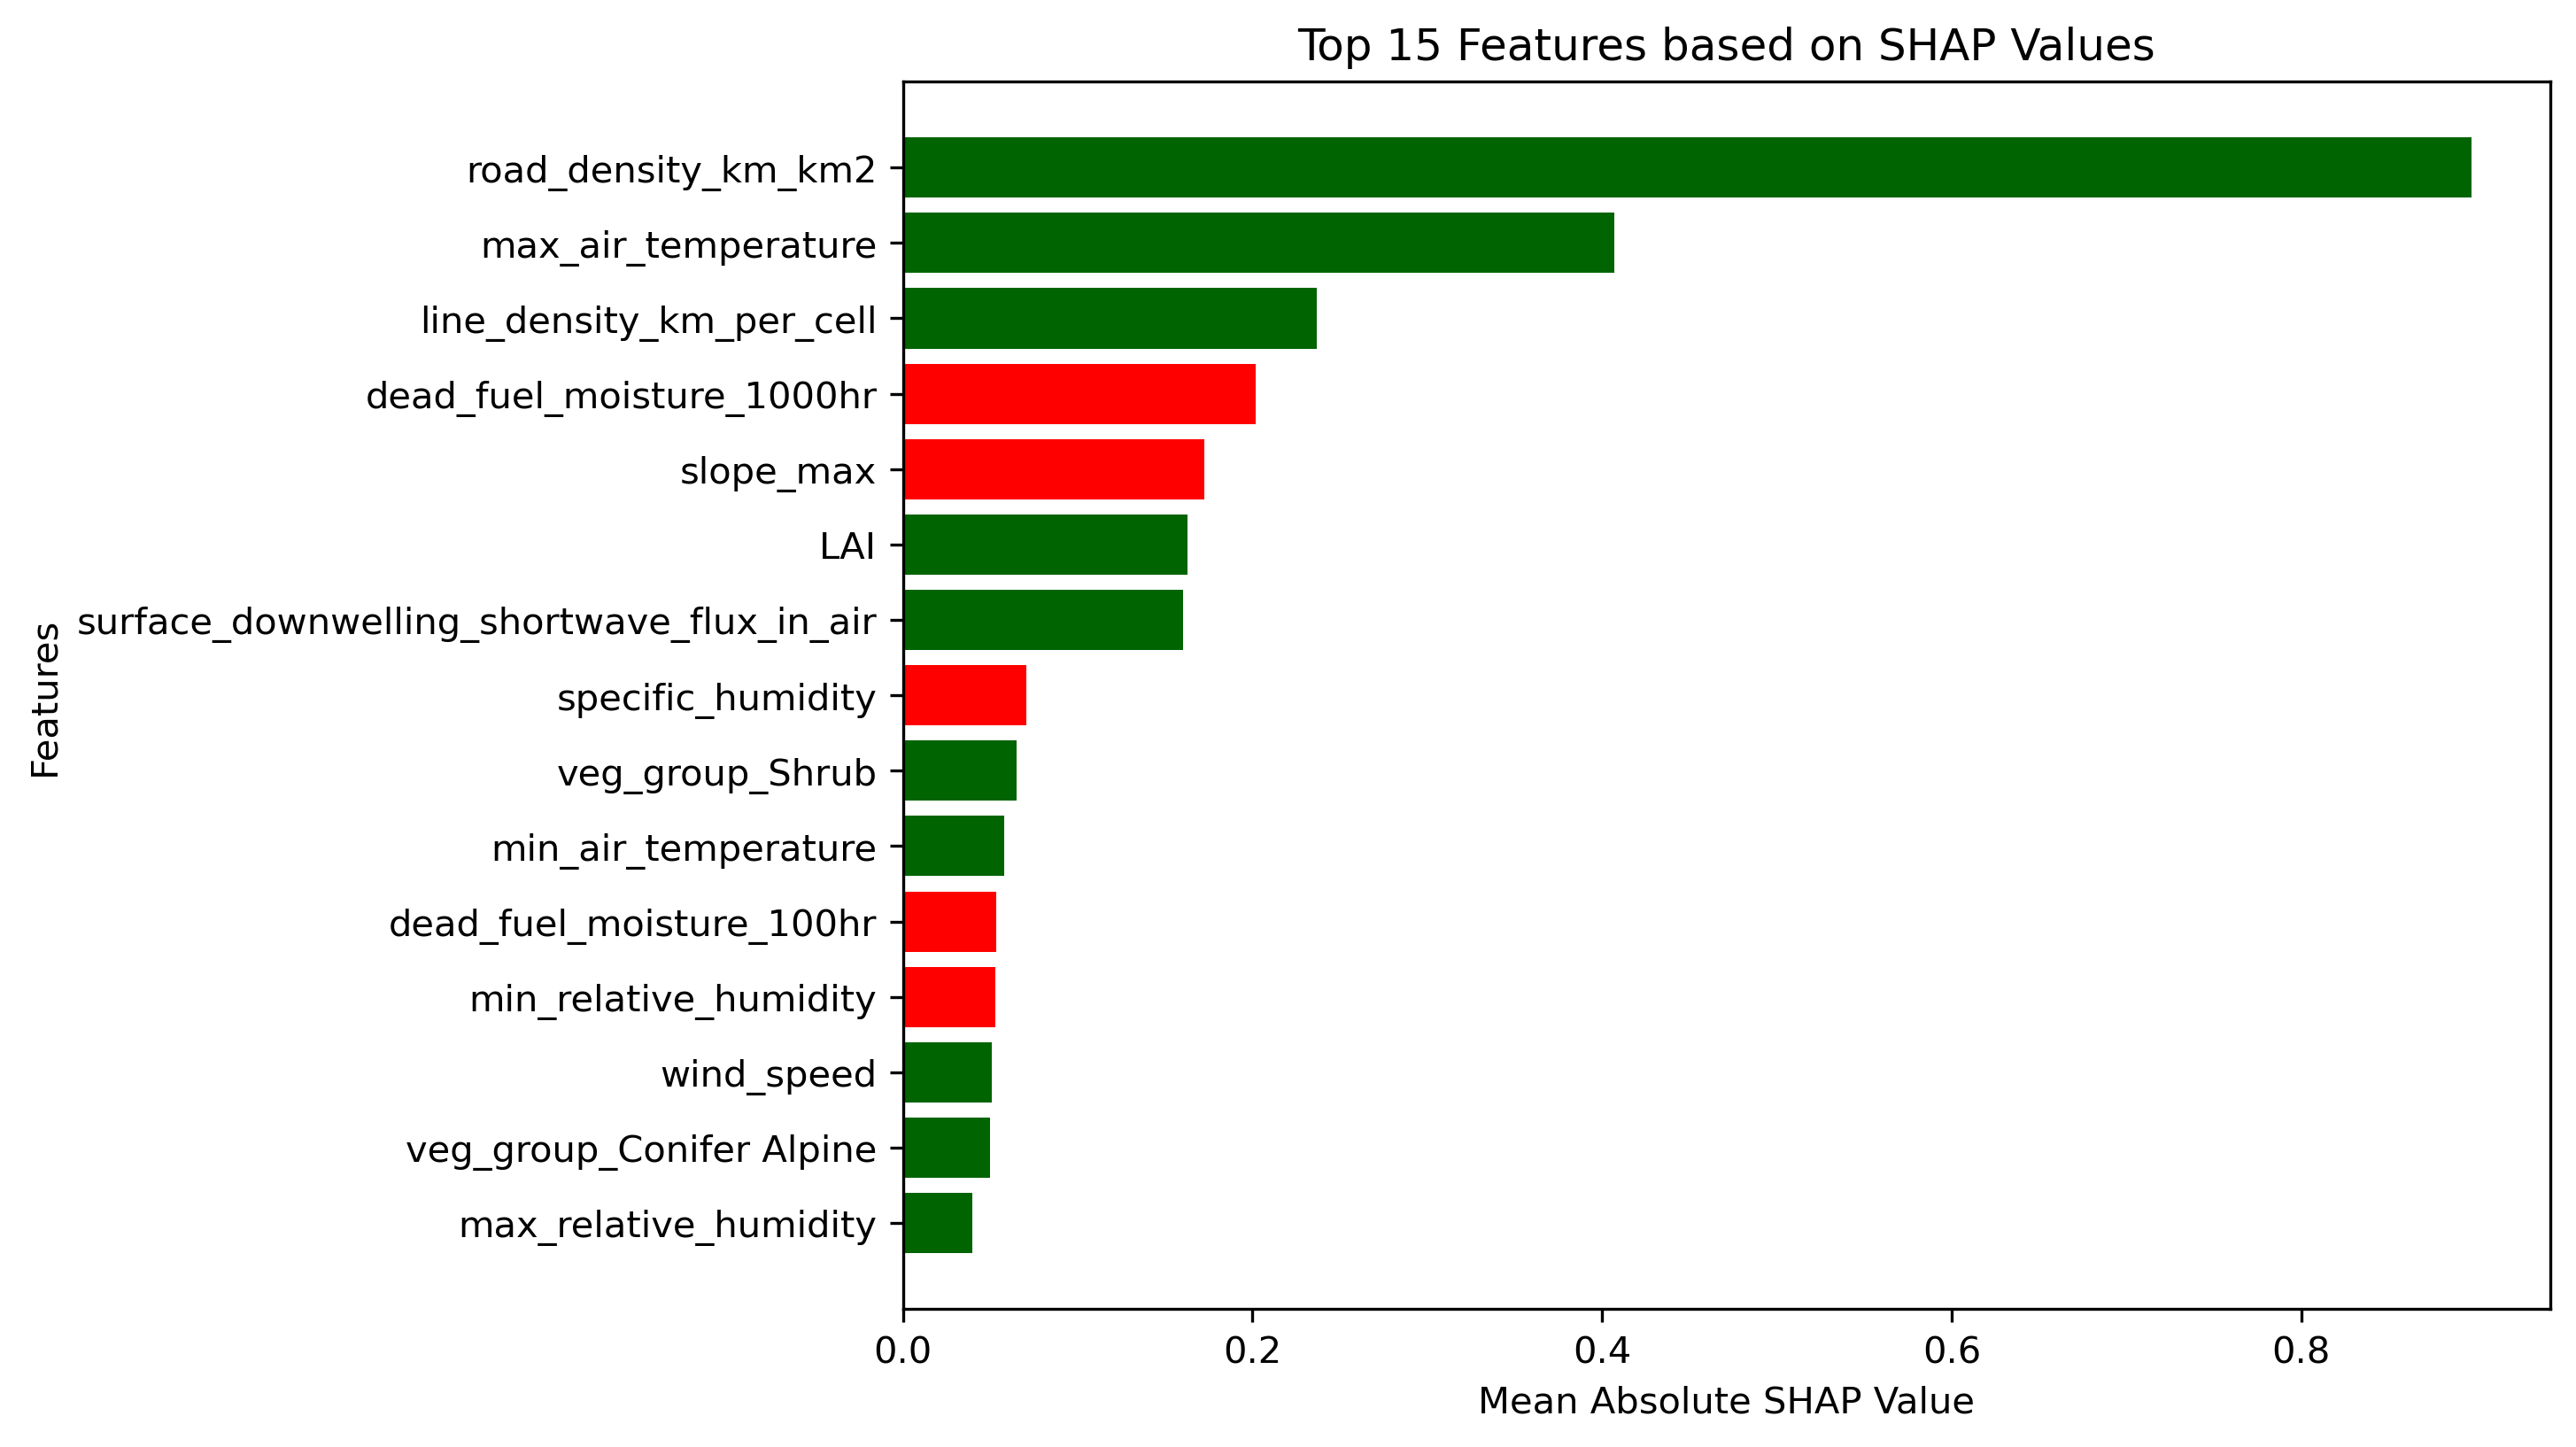 Top 15 Features based on SHAP Values
Features
road_density_km_km2
max_air_temperature
line_density_km_per_cell
dead_fuel_moisture_1000hr
slope_max
LAI
surface_downwelling_shortwave_flux_in_air
specific_humidity
veg_group_Shrub
min_air_temperature
dead_fuel_moisture_100hr
min_relative_humidity
wind_speed
veg_group_Conifer Alpine
max_relative_humidity
0.0 0.2 0.4 0.6 0.8
Mean Absolute SHAP Value